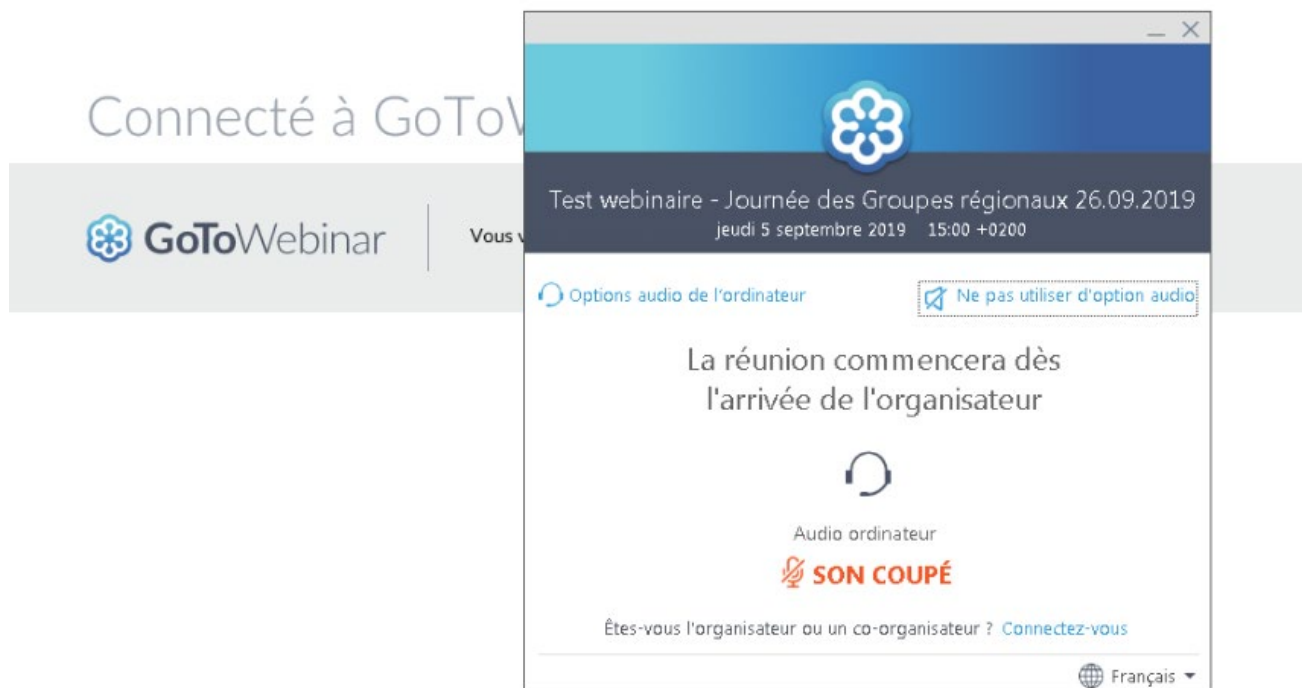 Connecté à GoTo
GoToWebinar
Vous
Test webinaire - Journée des Groupes régionaux 26.09.2019
jeudi 5 septembre 2019 15:00 +0200
Options audio de l'ordinateur
Ne pas utiliser d'option audio
La réunion commencera dès
l'arrivée de l'organisateur
Audio ordinateur
SON COUPÉ
Êtes-vous l'organisateur ou un co-organisateur ? Connectez-vous
Français